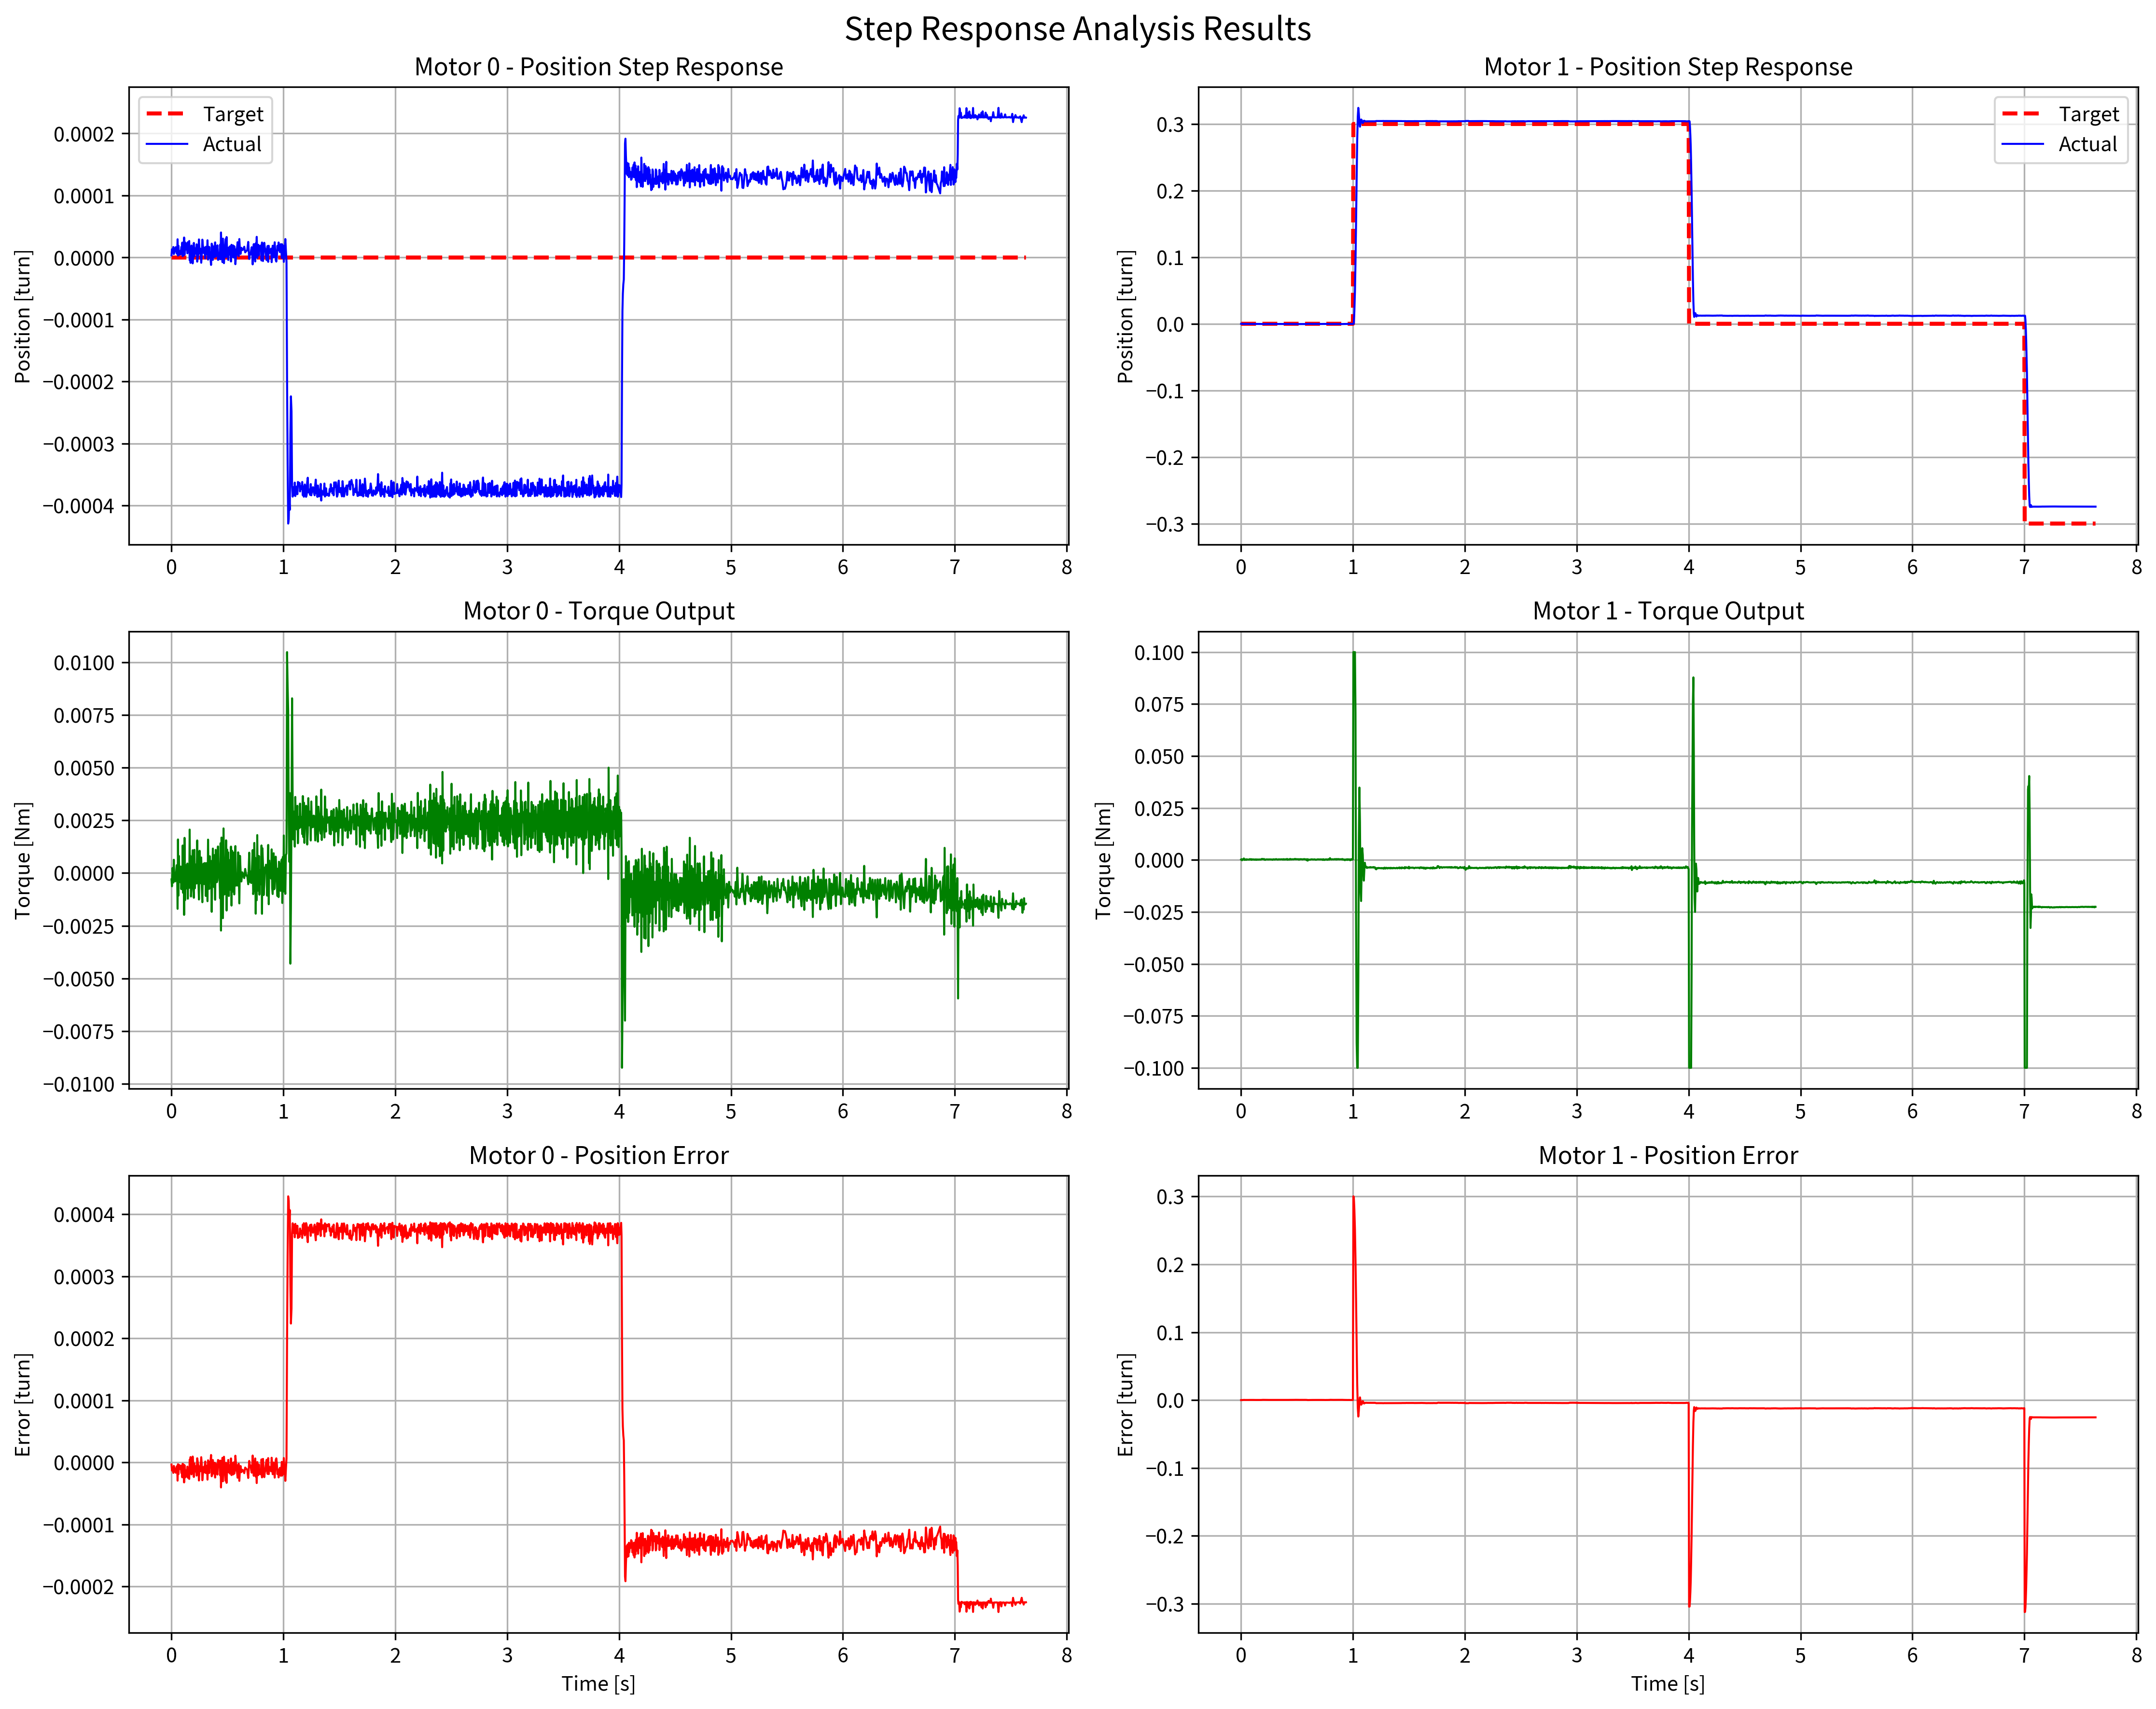 Step Response Analysis Results
Motor 0 - Position Step Response
Target
Actual
Position [turn]
0.0002
0.0001
0.0000
−0.0001
−0.0002
−0.0003
−0.0004
0 1 2 3 4 5 6 7 8
Motor 1 - Position Step Response
Target
Actual
Position [turn]
0.3
0.2
0.1
0.0
−0.1
−0.2
−0.3
0 1 2 3 4 5 6 7 8
Motor 0 - Torque Output
Torque [Nm]
0.0100
0.0075
0.0050
0.0025
0.0000
−0.0025
−0.0050
−0.0075
−0.0100
0 1 2 3 4 5 6 7 8
Motor 1 - Torque Output
Torque [Nm]
0.100
0.075
0.050
0.025
0.000
−0.025
−0.050
−0.075
−0.100
0 1 2 3 4 5 6 7 8
Motor 0 - Position Error
Error [turn]
0.0004
0.0003
0.0002
0.0001
0.0000
−0.0001
−0.0002
0 1 2 3 4 5 6 7 8
Time [s]
Motor 1 - Position Error
Error [turn]
0.3
0.2
0.1
0.0
−0.1
−0.2
−0.3
0 1 2 3 4 5 6 7 8
Time [s]